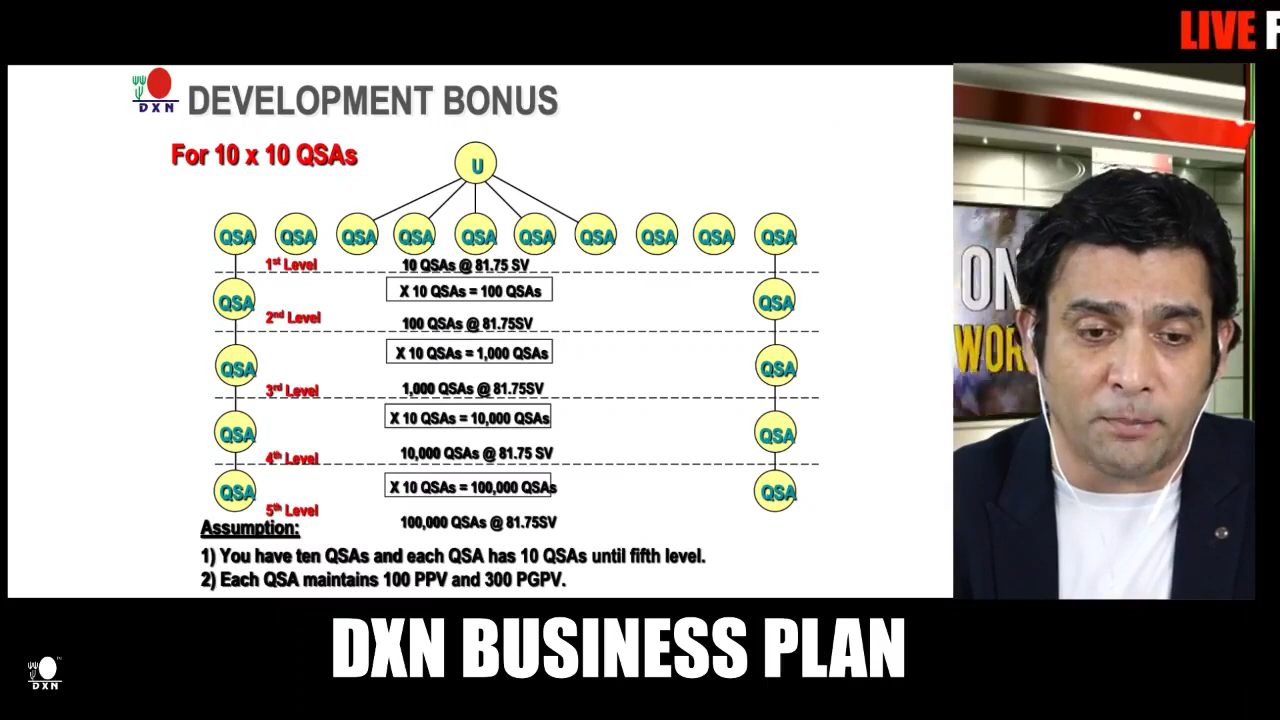 LIVE F
DXN DEVELOPMENT BONUS
For 10 x 10 QSAs
U
QSA QSA QSA QSA QSA QSA QSA QSA QSA QSA
1st Level 10 QSAs @ 81.75 SV
QSA X 10 QSAs = 100 QSAs QSA
2nd Level 100 QSAs @ 81.75SV
X 10 QSAs = 1,000 QSAs
QSA QSA
3rd Level 1,000 QSAs @ 81.75SV
X 10 QSAs = 10,000 QSAs
QSA QSA
4th Level 10,000 QSAs @ 81.75 SV
QSA X 10 QSAs = 100,000 QSAs QSA
5th Level
100,000 QSAs @ 81.75SV
Assumption:
1) You have ten QSAs and each QSA has 10 QSAs until fifth level.
2) Each QSA maintains 100 PPV and 300 PGPV.
ON
WOR
DXN BUSINESS PLAN
DXN